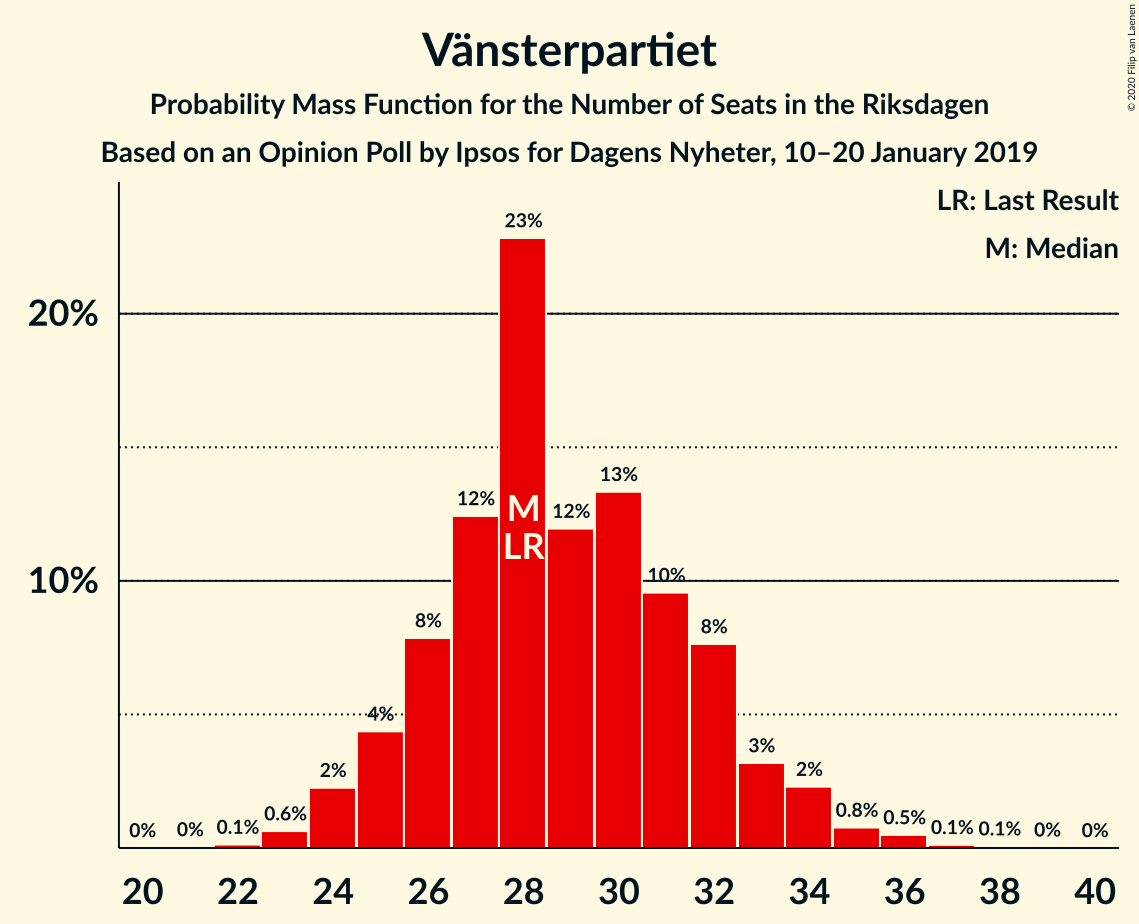 Vänsterpartiet
Probability Mass Function for the Number of Seats in the Riksdagen
Based on an Opinion Poll by Ipsos for Dagens Nyheter, 10–20 January 2019
© 2020 Filip van Laenen
LR: Last Result
M: Median
20%
10%
0%
0%
0.1%
0.6%
2%
4%
8%
12%
23%
M
LR
12%
13%
10%
8%
3%
2%
0.8%
0.5%
0.1%
0.1%
0%
0%
20 22 24 26 28 30 32 34 36 38 40